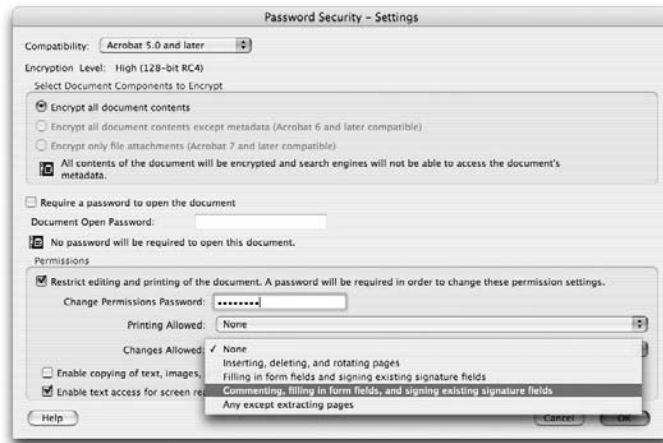 Password Security – Settings
Compatibility: Acrobat 5.0 and later
Encryption Level: High (128-bit RC4)
Select Document Components to Encrypt
Encrypt all document contents
Encrypt all document contents except metadata (Acrobat 6 and later compatible)
Encrypt only file attachments (Acrobat 7 and later compatible)
All contents of the document will be encrypted and search engines will not be able to access the document's
metadata.
Require a password to open the document
Document Open Password:
No password will be required to open this document.
Permissions
Restrict editing and printing of the document. A password will be required in order to change these permission settings.
Change Permissions Password: ••••••••
Printing Allowed: None
Changes Allowed: ✓ None
Inserting, deleting, and rotating pages
Enable copying of text, images,
Filling in form fields and signing existing signature fields
Commenting, filling in form fields, and signing existing signature fields
Enable text access for screen
Any except extracting pages
Help Cancel OK